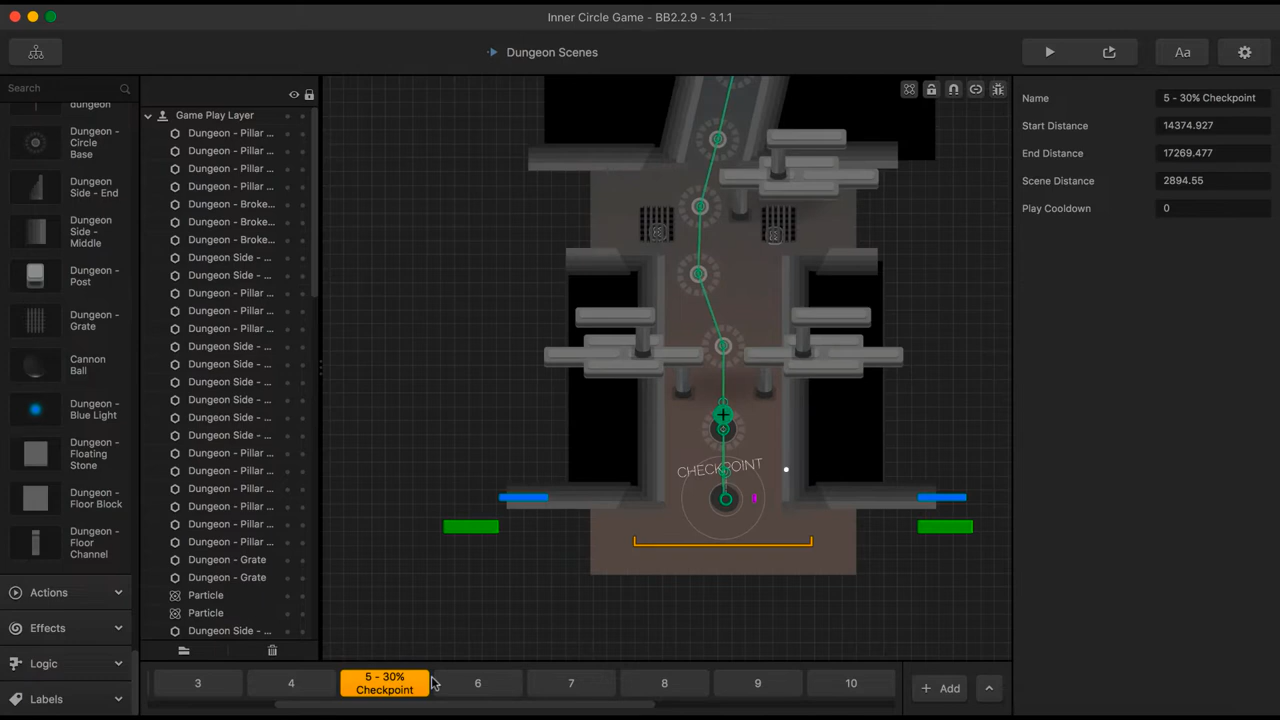 Inner Circle Game - BB2.2.9 - 3.1.1
Dungeon Scenes
Aa
Search
dungeon
Dungeon -
Circle
Base
Dungeon
Side - End
Dungeon
Side -
Middle
Dungeon -
Post
Dungeon -
Grate
Cannon
Ball
Dungeon -
Blue Light
Dungeon -
Floating
Stone
Dungeon -
Floor Block
Dungeon -
Floor
Channel
Actions
Effects
Logic
Labels
Game Play Layer
Dungeon - Pillar ...
Dungeon - Pillar ...
Dungeon - Pillar ...
Dungeon - Pillar ...
Dungeon - Broke...
Dungeon - Broke...
Dungeon - Broke...
Dungeon Side - ...
Dungeon Side - ...
Dungeon - Pillar ...
Dungeon - Pillar ...
Dungeon - Pillar ...
Dungeon Side - ...
Dungeon Side - ...
Dungeon Side - ...
Dungeon Side - ...
Dungeon Side - ...
Dungeon Side - ...
Dungeon - Pillar ...
Dungeon - Pillar ...
Dungeon - Pillar ...
Dungeon - Pillar ...
Dungeon - Pillar ...
Dungeon - Pillar ...
Dungeon - Grate
Dungeon - Grate
Particle
Particle
Dungeon Side - ...
CHECKPOINT
Name 5 - 30% Checkpoint
Start Distance 14374.927
End Distance 17269.477
Scene Distance 2894.55
Play Cooldown 0
3
4
5 - 30%
Checkpoint
6
7
8
9
10
+ Add